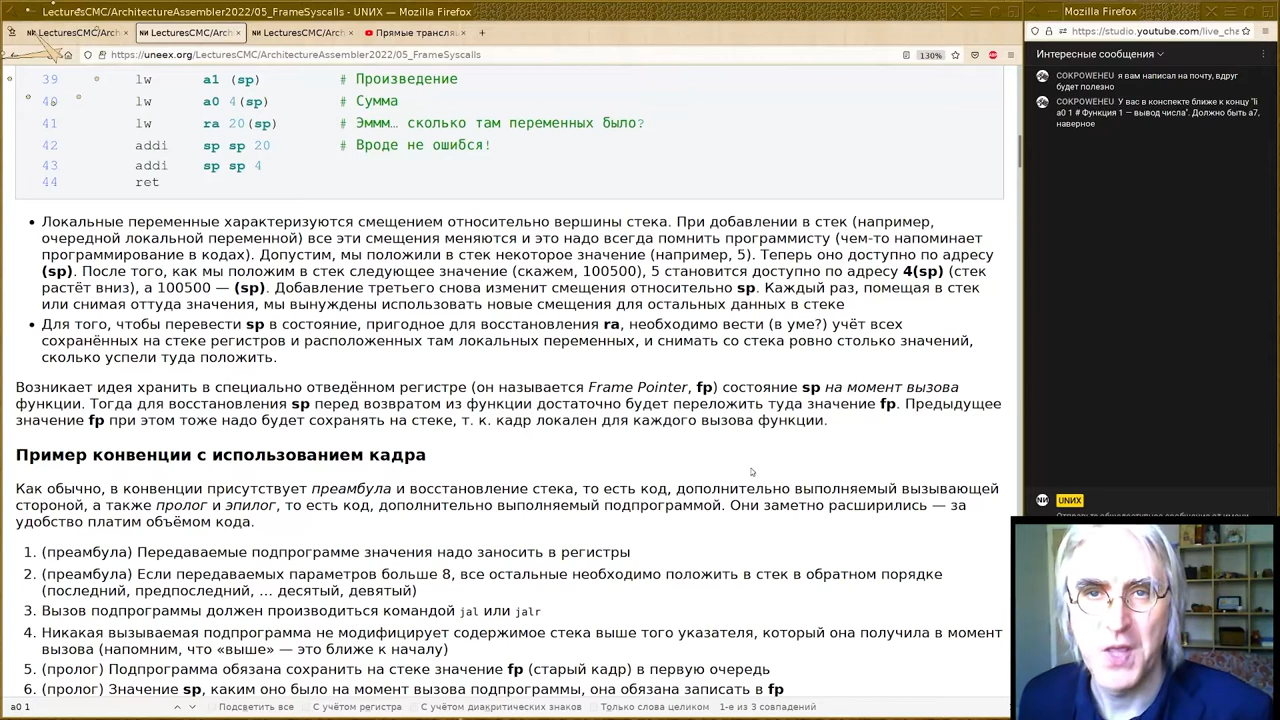 LecturesCMC/ArchitectureAssembler2022/05_FrameSyscalls - UNИX — Mozilla Firefox
Mozilla Firefox
LecturesCMC/Arch
LecturesCMC/Arch
LecturesCMC/Arch
Прямые трансляц
https://uneex.org/LecturesCMC/ArchitectureAssembler2022/05_FrameSyscalls
130%
https://studio.youtube.com/live_cha
39 lw a1 (sp) # Произведение
40 lw a0 4(sp) # Сумма
41 lw ra 20(sp) # Эммм… сколько там переменных было?
42 addi sp sp 20 # Вроде не ошибся!
43 addi sp sp 4
44 ret
Локальные переменные характеризуются смещением относительно вершины стека. При добавлении в стек (например,
очередной локальной переменной) все эти смещения меняются и это надо всегда помнить программисту (чем-то напоминает
программирование в кодах). Допустим, мы положили в стек некоторое значение (например, 5). Теперь оно доступно по адресу
(sp). После того, как мы положим в стек следующее значение (скажем, 100500), 5 становится доступно по адресу 4(sp) (стек
растёт вниз, а 100500 — (sp). Добавление третьего снова изменит смещения относительно sp. Каждый раз, помещая в стек
или снимая оттуда значения, мы вынуждены использовать новые смещения для остальных данных в стеке
Для того, чтобы перевести sp в состояние, пригодное для восстановления ra, необходимо вести (в уме?) учёт всех
сохранённых на стеке регистров и расположенных там локальных переменных, и снимать со стека ровно столько значений,
сколько успели туда положить.
Возникает идея хранить в специально отведённом регистре (он называется Frame Pointer, fp) состояние sp на момент вызова
функции. Тогда для восстановления sp перед возвратом из функции достаточно будет переложить туда значение fp. Предыдущее
значение fp при этом тоже надо будет сохранять на стеке, т. к. кадр локален для каждого вызова функции.
Пример конвенции с использованием кадра
Как обычно, в конвенции присутствует преамбула и восстановление стека, то есть код, дополнительно выполняемый вызывающей
стороной, а также пролог и эпилог, то есть код, дополнительно выполняемый подпрограммой. Они заметно расширились — за
удобство платим объёмом кода.
1. (преамбула) Передаваемые подпрограмме значения надо заносить в регистры
2. (преамбула) Если передаваемых параметров больше 8, все остальные необходимо положить в стек в обратном порядке
(последний, предпоследний, … десятый, девятый)
3. Вызов подпрограммы должен производиться командой jal или jalr
4. Никакая вызываемая подпрограмма не модифицирует содержимое стека выше того указателя, который она получила в момент
вызова (напомним, что «выше» — это ближе к началу)
5. (пролог) Подпрограмма обязана сохранить на стеке значение fp (старый кадр) в первую очередь
6. (пролог) Значение sp, каким оно было на момент вызова подпрограммы, она обязана записать в fp
a0 1
Подсветить все
С учётом регистра
С учётом диакритических знаков
Только слова целиком
1-е из 3 совпадений
Интересные сообщения
COKPOWEHEU я вам написал на почту, вдруг
будет полезно
COKPOWEHEU У вас в конспекте ближе к концу "li
a0 1 # Функция 1 — вывод числа". Должно быть a7,
наверное
UNИX